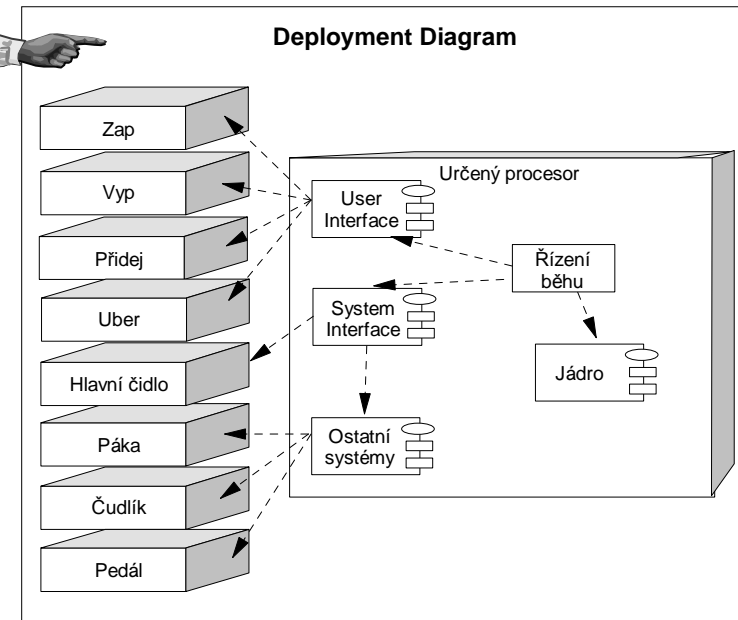 Deployment Diagram
Zap
Vyp
Přidej
Uber
Hlavní čidlo
Páka
Čudlík
Pedál
Určený procesor
User
Interface
Řízení
běhu
System
Interface
Jádro
Ostatní
systémy